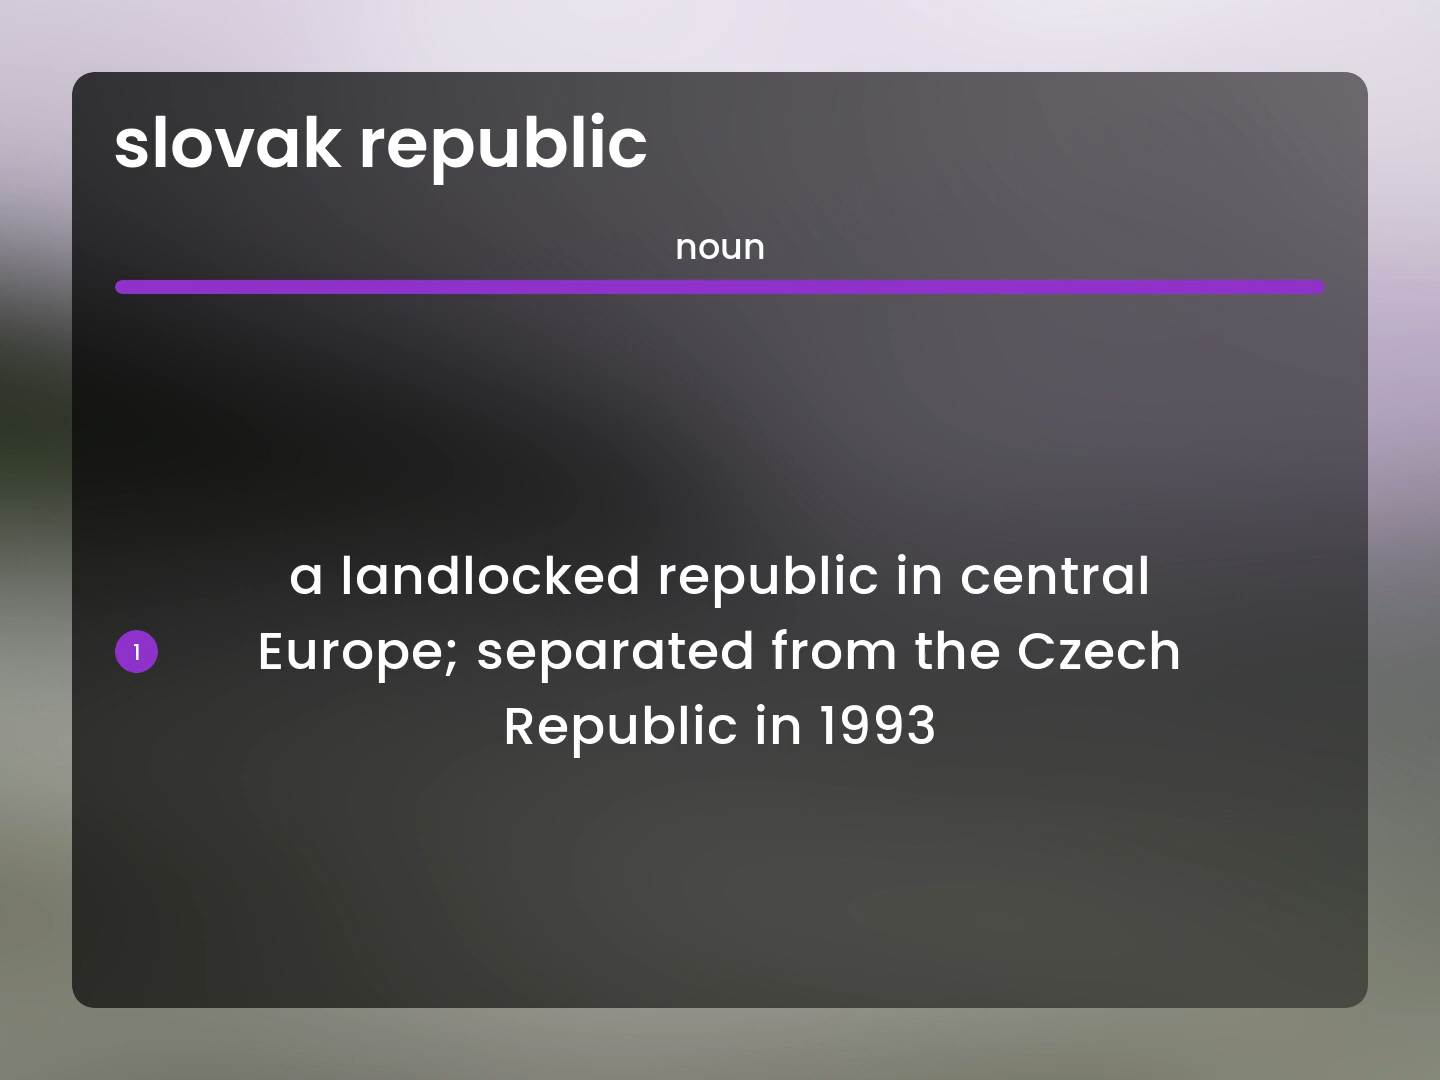 slovak republic
noun
1
a landlocked republic in central
Europe; separated from the Czech
Republic in 1993